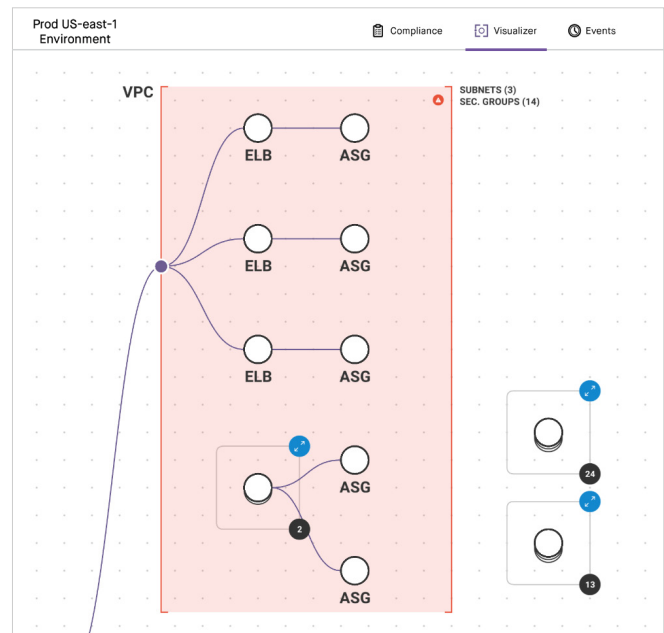 Prod US-east-1
Environment
Compliance
Visualizer
Events
VPC
SUBNETS (3)
SEC. GROUPS (14)
ELB
ASG
ELB
ASG
ELB
ASG
ASG
2
ASG
24
13